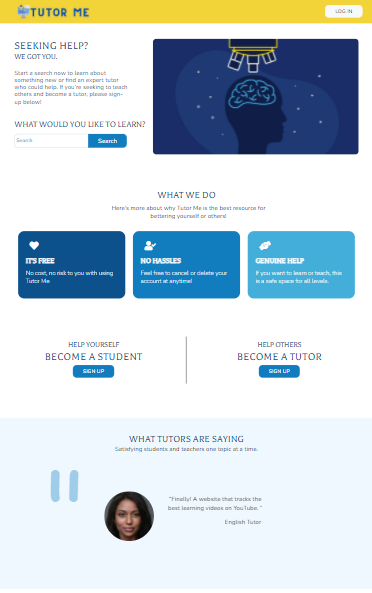 TUTOR ME
LOG IN
SEEKING HELP?
WE GOT YOU.
Start a search now to learn about
something new or find an expert tutor
who could help. If you're seeking to teach
others and become a tutor, please sign-
up below!
WHAT WOULD YOU LIKE TO LEARN?
Search
Search
WHAT WE DO
Here's more about why Tutor Me is the best resource for
bettering yourself or others!
IT'S FREE
No cost, no risk to you with using
Tutor Me
NO HASSLES
Feel free to cancel or delete your
account at anytime!
GENUINE HELP
If you want to learn or teach, this
is a safe space for all levels.
HELP YOURSELF
BECOME A STUDENT
SIGN UP
HELP OTHERS
BECOME A TUTOR
SIGN UP
WHAT TUTORS ARE SAYING
Satisfying students and teachers one topic at a time.
"Finally! A website that tracks the
best learning videos on YouTube. "
English Tutor